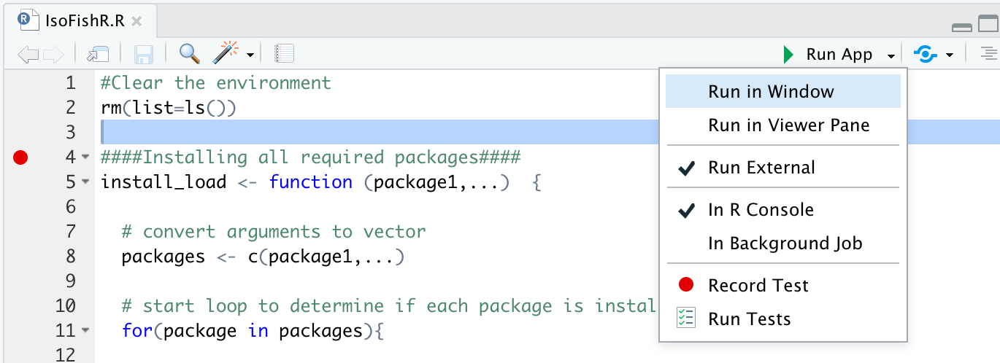 IsoFishR.R
Run App
1 #Clear the environment
2 rm(list=ls())
3
4 ####Installing all required packages####
5 install_load <- function (package1,...)  {
6
7   # convert arguments to vector
8   packages <- c(package1,...)
9
10   # start loop to determine if each package is instal
11   for(package in packages){
12
Run in Window
Run in Viewer Pane
Run External
In R Console
In Background Job
Record Test
Run Tests